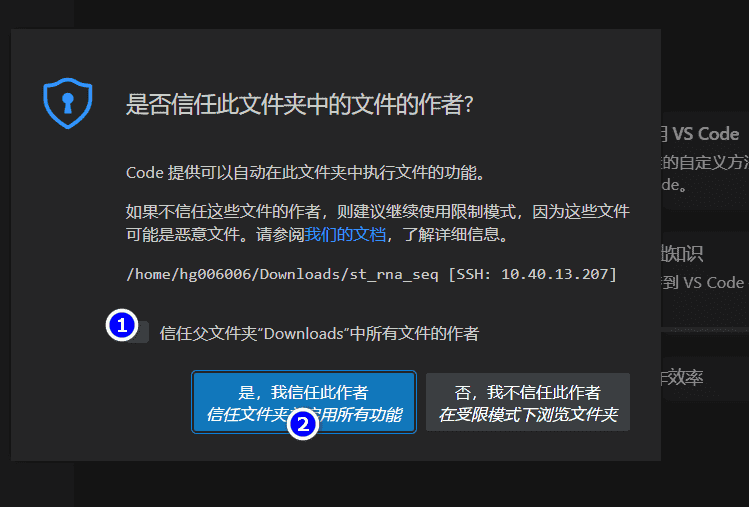 是否信任此文件夹中的文件的作者?
Code 提供可以自动在此文件夹中执行文件的功能。
如果不信任这些文件的作者，则建议继续使用限制模式，因为这些文件
可能是恶意文件。请参阅我们的文档，了解详细信息。
/home/hg006006/Downloads/st_rna_seq [SSH: 10.40.13.207]
1
信任父文件夹“Downloads”中所有文件的作者
是，我信任此作者
信任文件夹 用所有功能
2
否，我不信任此作者
在受限模式下浏览文件夹
VS Code
的自定义方法
de。
知识
到 VS Code
作效率